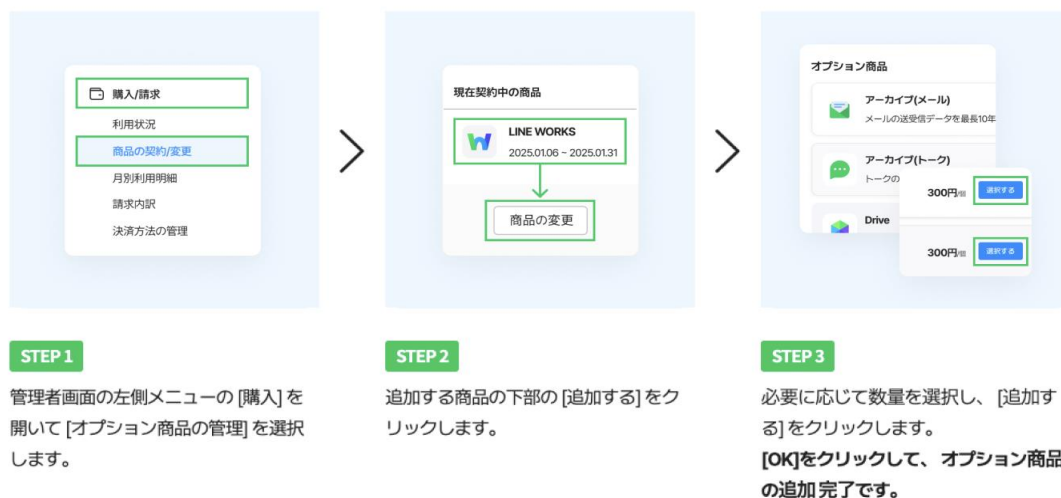 購入/請求
利用状況
商品の契約/変更
月別利用明細
請求内訳
決済方法の管理
現在契約中の商品
LINE WORKS
2025.01.06 - 2025.01.31
商品の変更
オプション商品
アーカイブ(メール)
メールの送受信データを最長10年
アーカイブ(トーク)
トークの
Drive
300円/個
選択する
300円/個
選択する
STEP 1
管理者画面の左側メニューの [購入] を
開いて [オプション商品の管理] を選択
します。
STEP 2
追加する商品の下部の [追加する] をク
リックします。
STEP 3
必要に応じて数量を選択し、 [追加す
る] をクリックします。
[OK]をクリックして、 オプション商品
の追加 完了です。